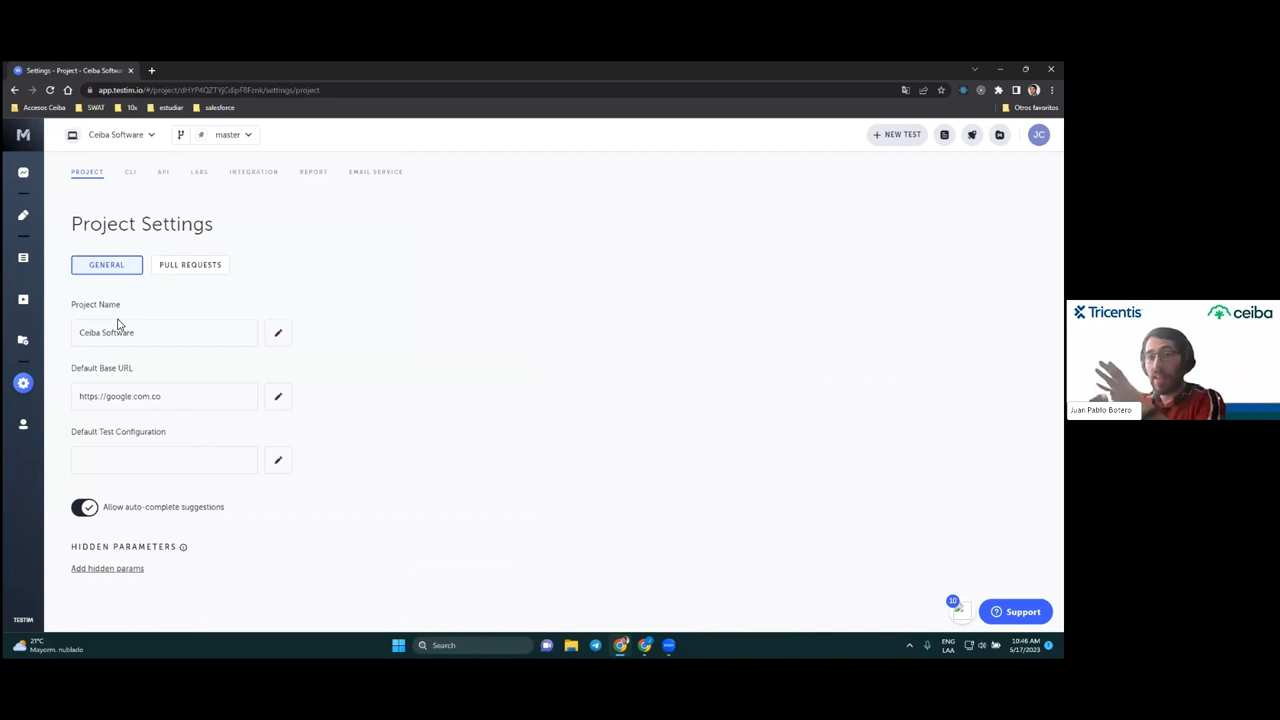 Settings - Project - Ceiba Softwa
app.testim.io/#/project/dHYP4QZTYjCdipF8Fznk/settings/project
Accesos Ceiba
SWAT
10x
estudiar
salesforce
Otros favoritos
M
Ceiba Software
master
+ NEW TEST
JC
PROJECT
CLI
API
LABS
INTEGRATION
REPORT
EMAIL SERVICE
Project Settings
GENERAL
PULL REQUESTS
Project Name
Ceiba Software
Default Base URL
https://google.com.co
Default Test Configuration
Allow auto-complete suggestions
HIDDEN PARAMETERS
Add hidden params
10
Support
TESTIM
Tricentis
ceiba
Juan Pablo Botero
21°C
Mayorm. nublado
Search
ENG
LAA
10:46 AM
5/17/2023